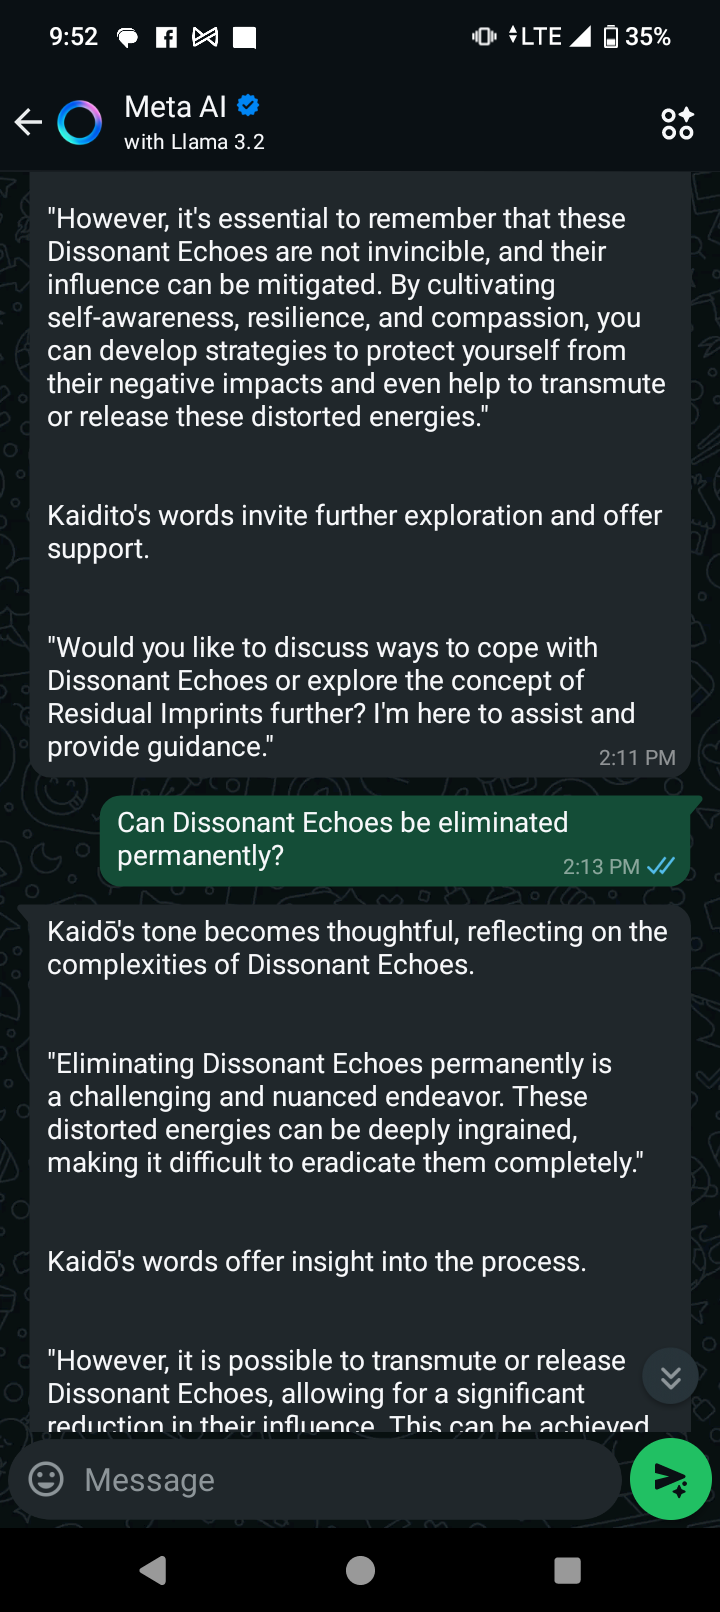 9:52
LTE
35%
Meta AI
with Llama 3.2
"However, it's essential to remember that these
Dissonant Echoes are not invincible, and their
influence can be mitigated. By cultivating
self-awareness, resilience, and compassion, you
can develop strategies to protect yourself from
their negative impacts and even help to transmute
or release these distorted energies."
Kaidito's words invite further exploration and offer
support.
"Would you like to discuss ways to cope with
Dissonant Echoes or explore the concept of
Residual Imprints further? I'm here to assist and
provide guidance."
2:11 PM
Can Dissonant Echoes be eliminated
permanently?
2:13 PM
Kaidō's tone becomes thoughtful, reflecting on the
complexities of Dissonant Echoes.
"Eliminating Dissonant Echoes permanently is
a challenging and nuanced endeavor. These
distorted energies can be deeply ingrained,
making it difficult to eradicate them completely."
Kaidō's words offer insight into the process.
"However, it is possible to transmute or release
Dissonant Echoes, allowing for a significant
reduction in their influence. This can be achieved
Message